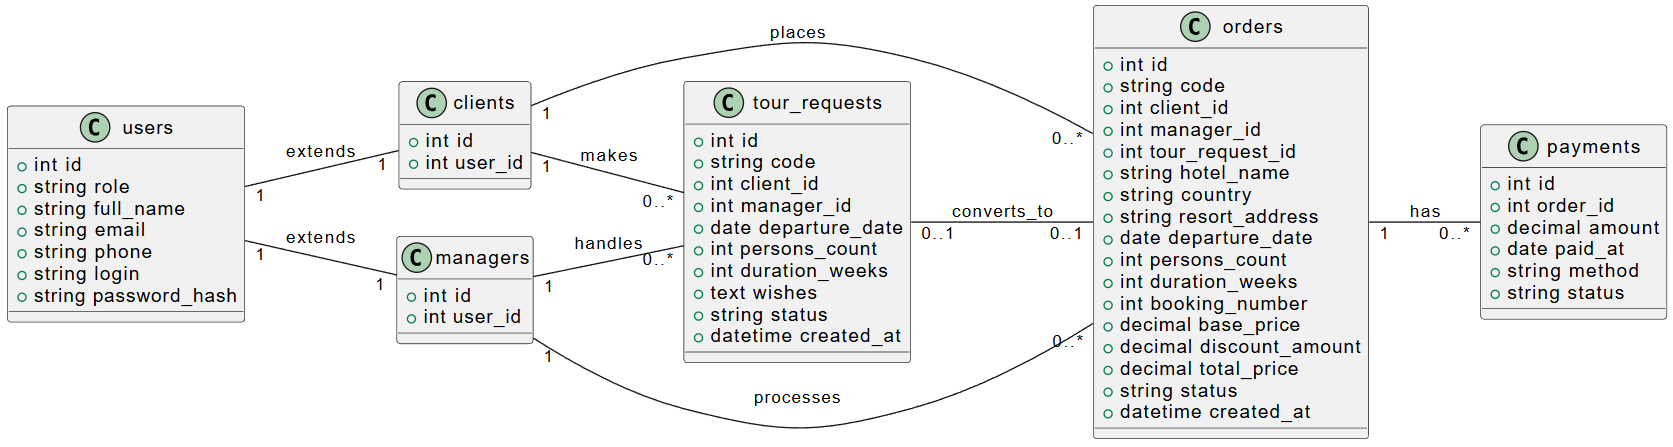 C users
int id
string role
string full_name
string email
string phone
string login
string password_hash
extends
1
1
extends
1
1
C clients
int id
int user_id
C managers
int id
int user_id
places
1
0..*
makes
1
0..*
handles
1
0..*
processes
1
0..*
C tour_requests
int id
string code
int client_id
int manager_id
date departure_date
int persons_count
int duration_weeks
text wishes
string status
datetime created_at
converts_to
0..1
0..1
C orders
int id
string code
int client_id
int manager_id
int tour_request_id
string hotel_name
string country
string resort_address
date departure_date
int persons_count
int duration_weeks
int booking_number
decimal base_price
decimal discount_amount
decimal total_price
string status
datetime created_at
has
1
0..*
C payments
int id
int order_id
decimal amount
date paid_at
string method
string status